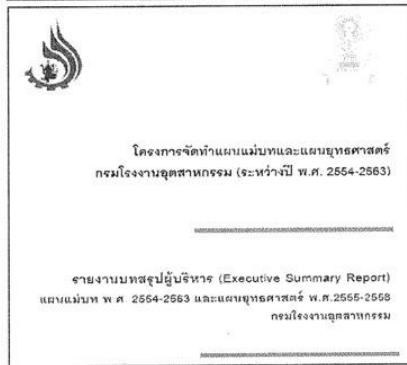 โครงการจัดทำแผนแม่บทและแผนยุทธศาสตร์
กรมโรงงานอุตสาหกรรม (ระหว่างปี พ.ศ. 2554-2563)
รายงานบทสรุปผู้บริหาร (Executive Summary Report)
แผนแม่บท พ.ศ. 2554-2563 และแผนยุทธศาสตร์ พ.ศ.2555-2558
กรมโรงงานอุตสาหกรรม